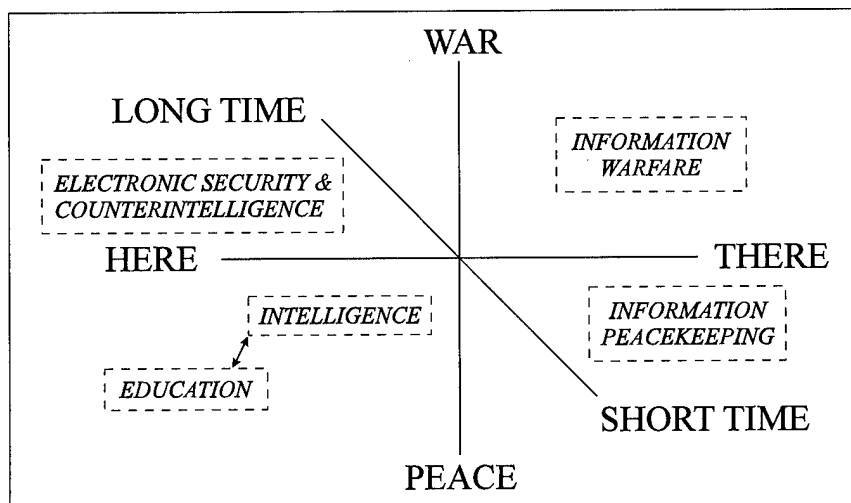 WAR
LONG TIME
INFORMATION
WARFARE
ELECTRONIC SECURITY &
COUNTERINTELLIGENCE
HERE
THERE
INTELLIGENCE
INFORMATION
PEACEKEEPING
EDUCATION
SHORT TIME
PEACE